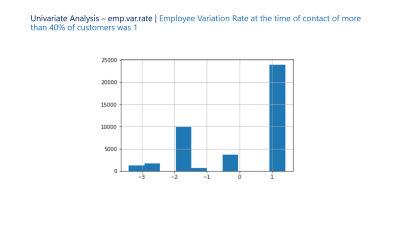 Univariate Analysis – emp.var.rate | Employee Variation Rate at the time of contact of more
than 40% of customers was 1
25000
20000
15000
10000
5000
0
−3 −2 −1 0 1